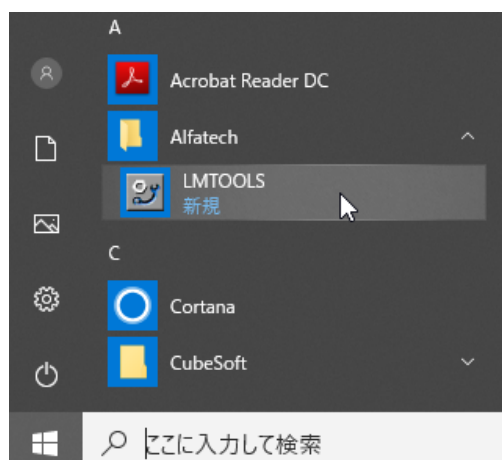 A
Acrobat Reader DC
Alfatech
LMTOOLS
新規
C
Cortana
CubeSoft
ここに入力して検索